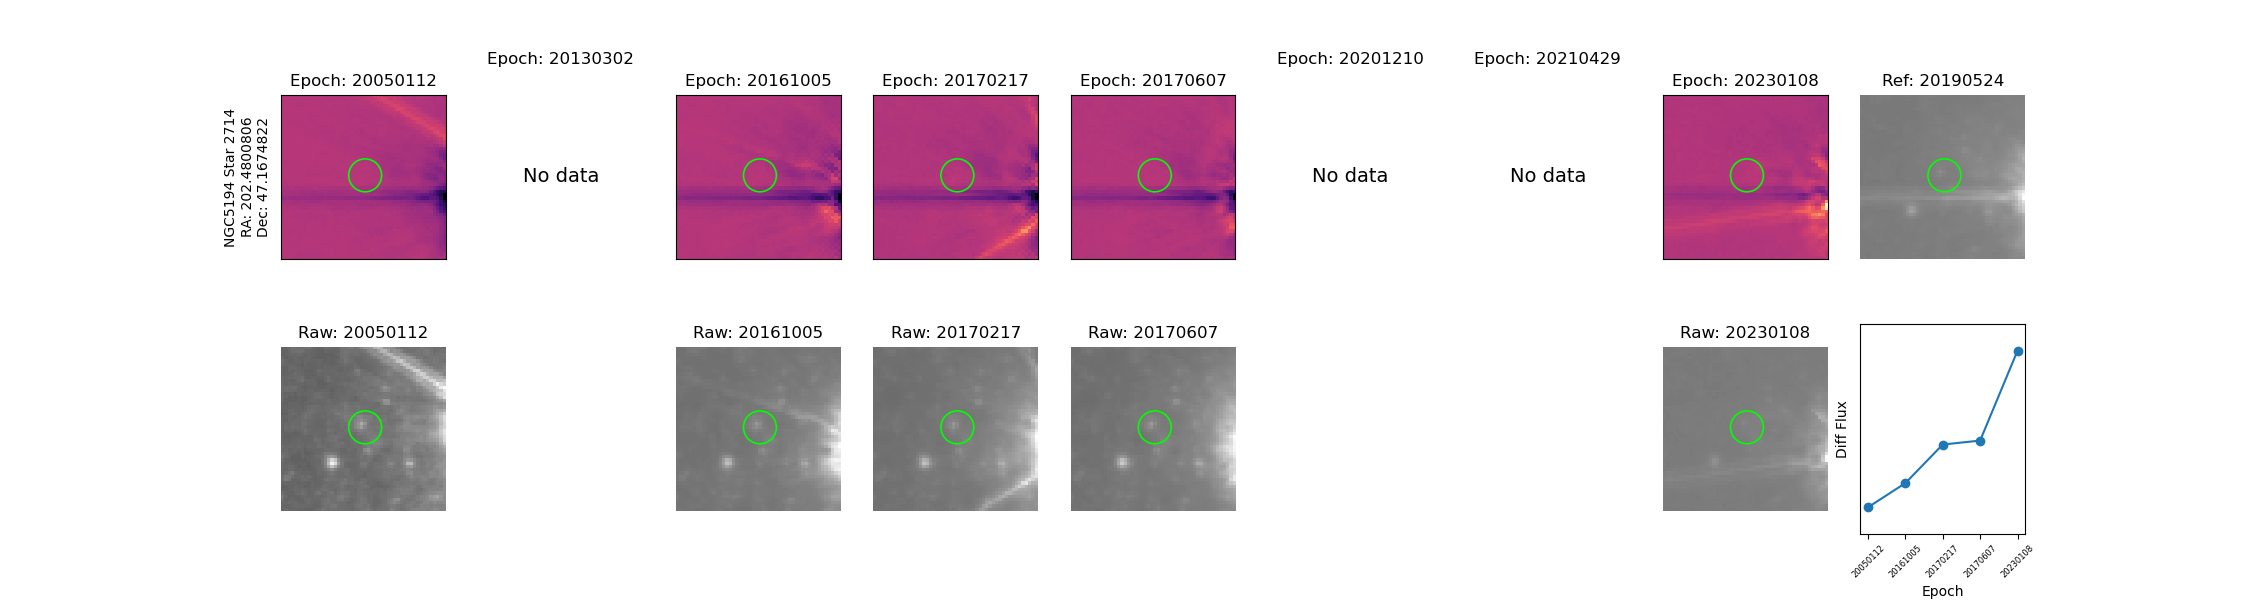 NGC5194 Star 2714
RA: 202.4800806
Dec: 47.1674822
Epoch: 20050112
Epoch: 20130302
No data
Epoch: 20161005
Epoch: 20170217
Epoch: 20170607
Epoch: 20201210
No data
Epoch: 20210429
No data
Epoch: 20230108
Ref: 20190524
Raw: 20050112
Raw: 20161005
Raw: 20170217
Raw: 20170607
Raw: 20230108
Diff Flux
20050112
20161005
20170217
20170607
20230108
Epoch